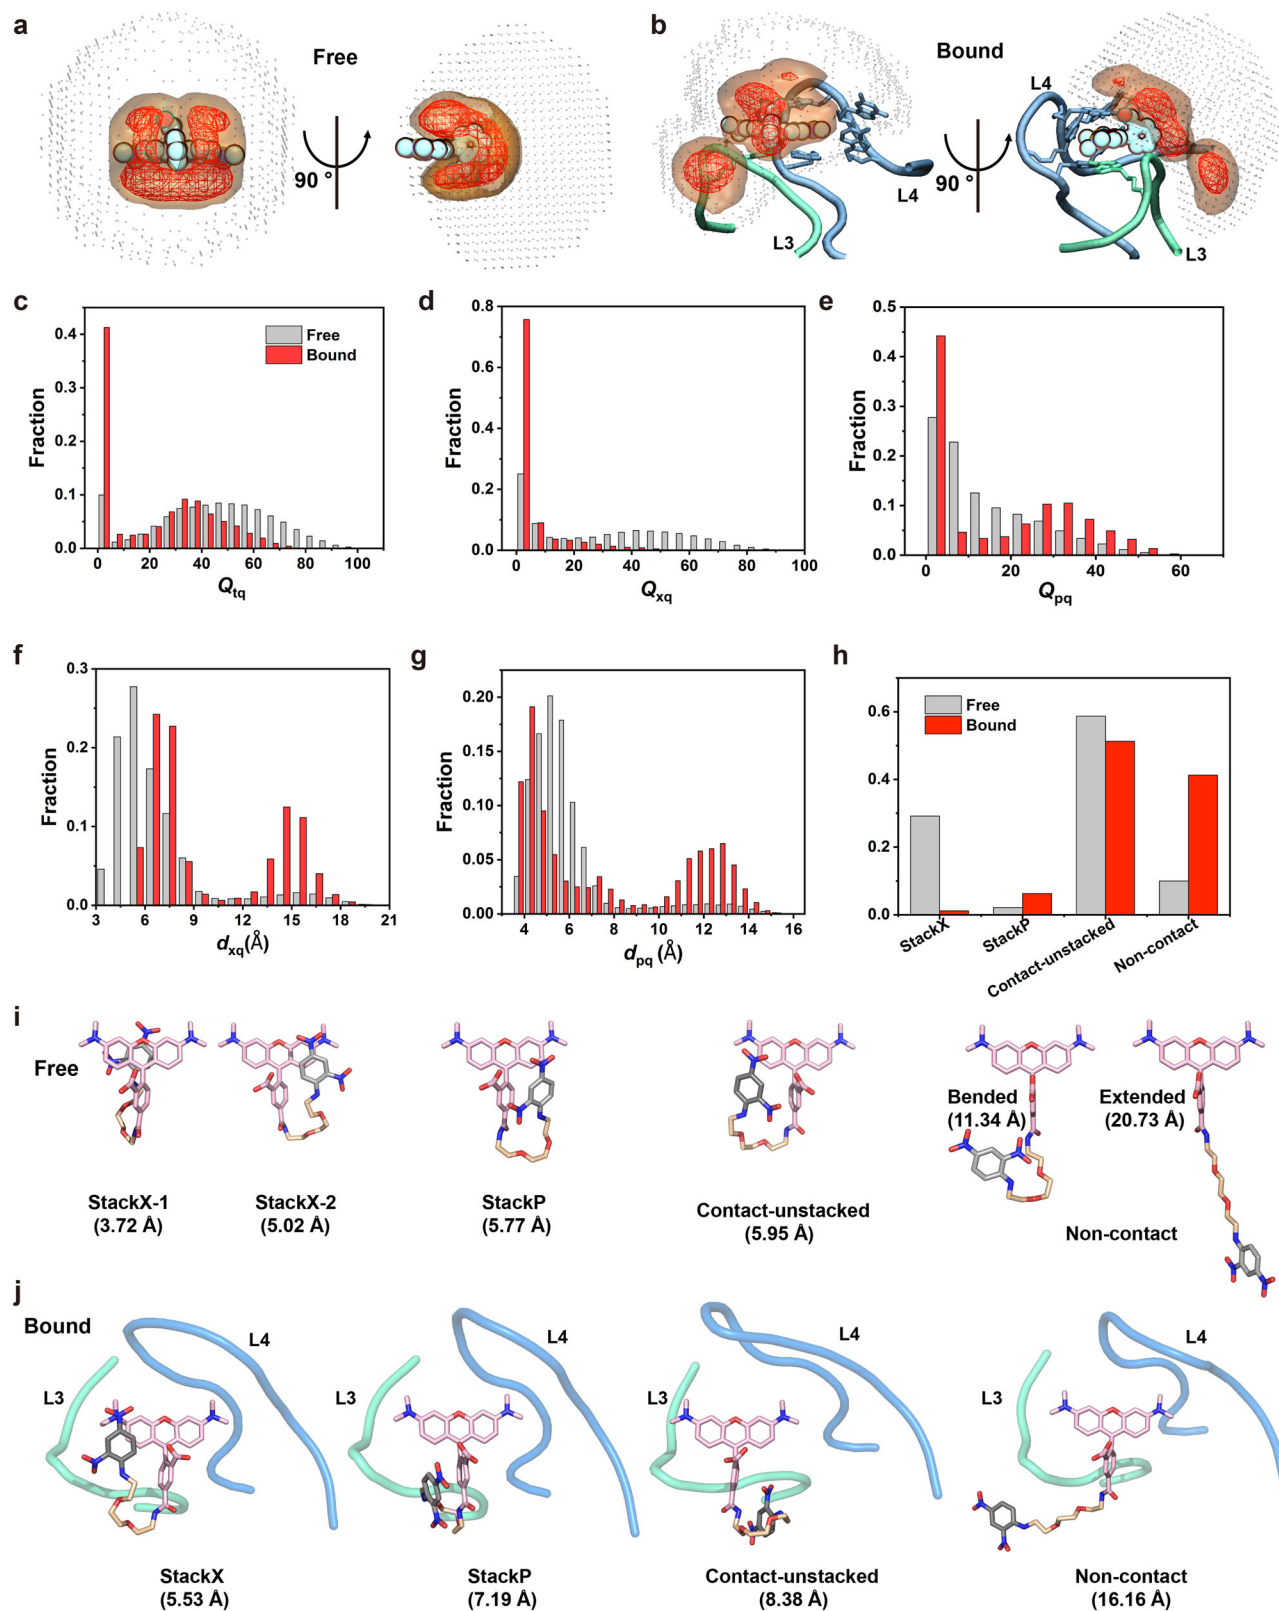 a
Free
90 °
b
Bound
L4
L3
L4
90 °
L3
c
Fraction
0.4
0.3
0.2
0.1
0.0
Free
Bound
0 20 40 60 80 100
Qtq
d
Fraction
0.8
0.6
0.4
0.2
0.0
0 20 40 60 80 100
Qxq
e
Fraction
0.5
0.4
0.3
0.2
0.1
0.0
0 20 40 60
Qpq
f
Fraction
0.3
0.2
0.1
0.0
3 6 9 12 15 18 21
dxq(Å)
g
Fraction
0.20
0.15
0.10
0.05
0.00
4 6 8 10 12 14 16
dpq (Å)
h
0.6
0.4
0.2
0.0
Free
Bound
StackX
StackP
Contact-unstacked
Non-contact
i
Free
StackX-1
(3.72 Å)
StackX-2
(5.02 Å)
StackP
(5.77 Å)
Contact-unstacked
(5.95 Å)
Bended
(11.34 Å)
Extended
(20.73 Å)
Non-contact
j
Bound
L3
L4
StackX
(5.53 Å)
L3
L4
StackP
(7.19 Å)
L3
L4
Contact-unstacked
(8.38 Å)
L3
L4
Non-contact
(16.16 Å)